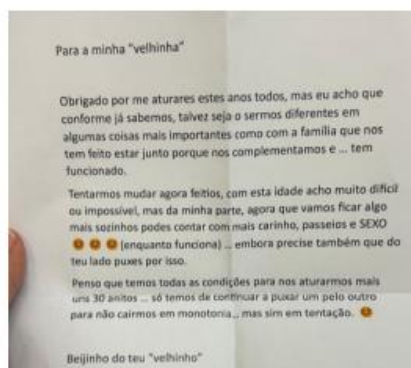 Para a minha "velhinha"
Obrigado por me aturares estes anos todos, mas eu acho que
conforme já sabemos, talvez seja o sermos diferentes em
algumas coisas mais importantes como com a família que nos
tem feito estar junto porque nos complementamos e ... tem
funcionado.
Tentarmos mudar agora feitios, com esta idade acho muito difícil
ou impossível, mas da minha parte, agora que vamos ficar algo
mais sozinhos podes contar com mais carinho, passeios e SEXO
😊 😊 😊 (enquanto funciona) ... embora precise também que do
teu lado puxes por isso.
Penso que temos todas as condições para nos aturarmos mais
uns 30 anitos ... só temos de continuar a puxar um pelo outro
para não cairmos em monotonia... mas sim em tentação. 😊
Beijinho do teu "velhinho"